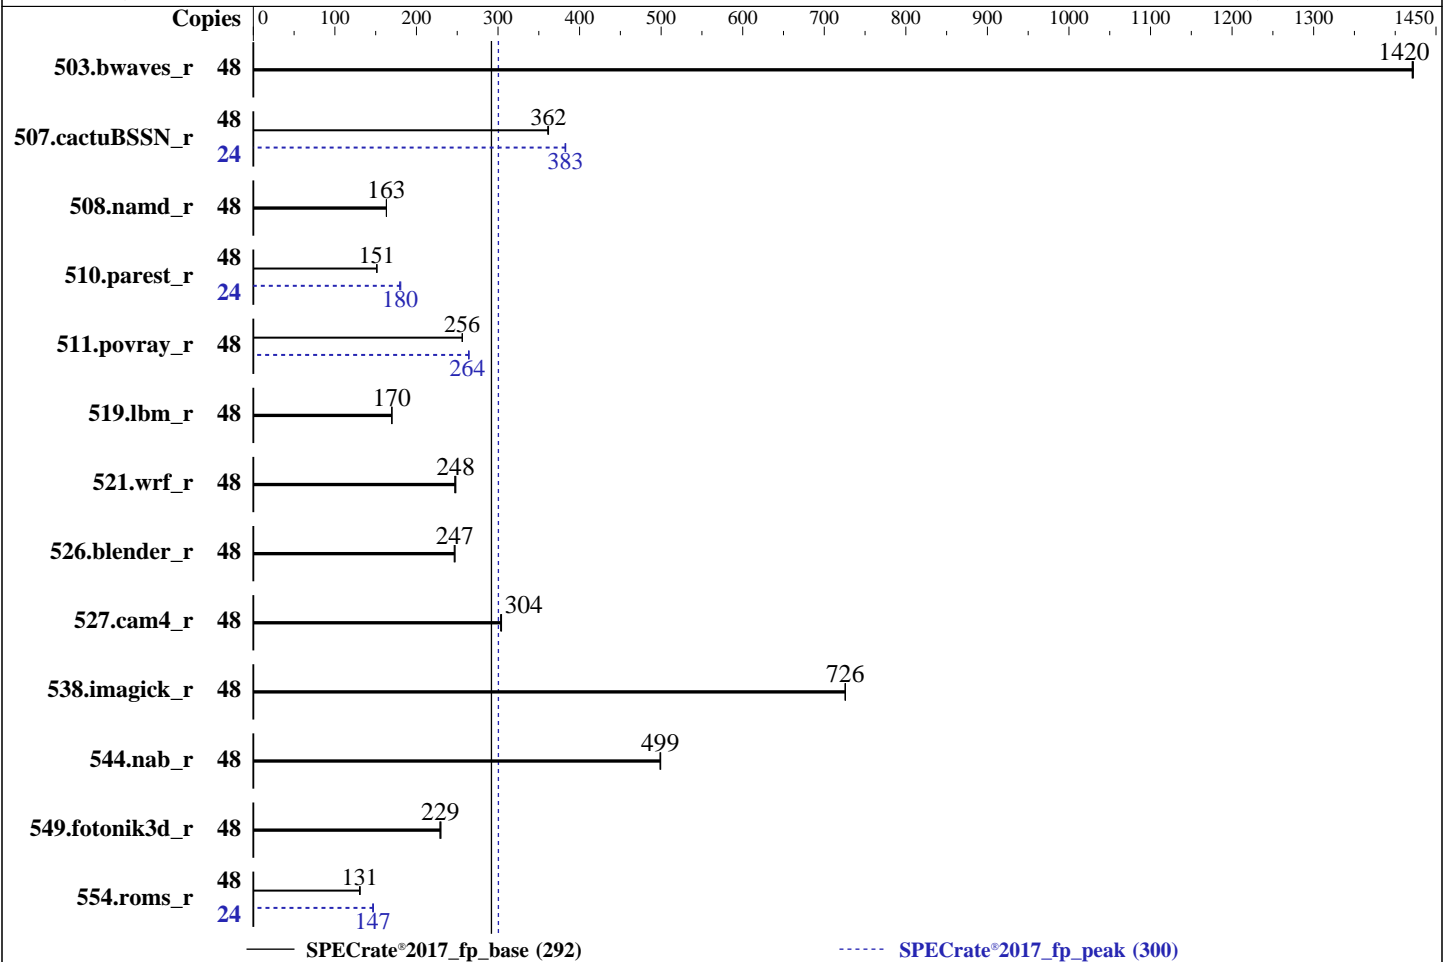 Copies 0 100 200 300 400 500 600 700 800 900 1000 1100 1200 1300 1450
503.bwaves_r 48 1420
507.cactuBSSN_r 48 362
24 383
508.namd_r 48 163
510.parest_r 48 151
24 180
511.povray_r 48 256
264
519.lbm_r 48 170
521.wrf_r 48 248
526.blender_r 48 247
527.cam4_r 48 304
538.imagick_r 48 726
544.nab_r 48 499
549.fotonik3d_r 48 229
554.roms_r 48 131
24 147
SPECrate®2017_fp_base (292) SPECrate®2017_fp_peak (300)